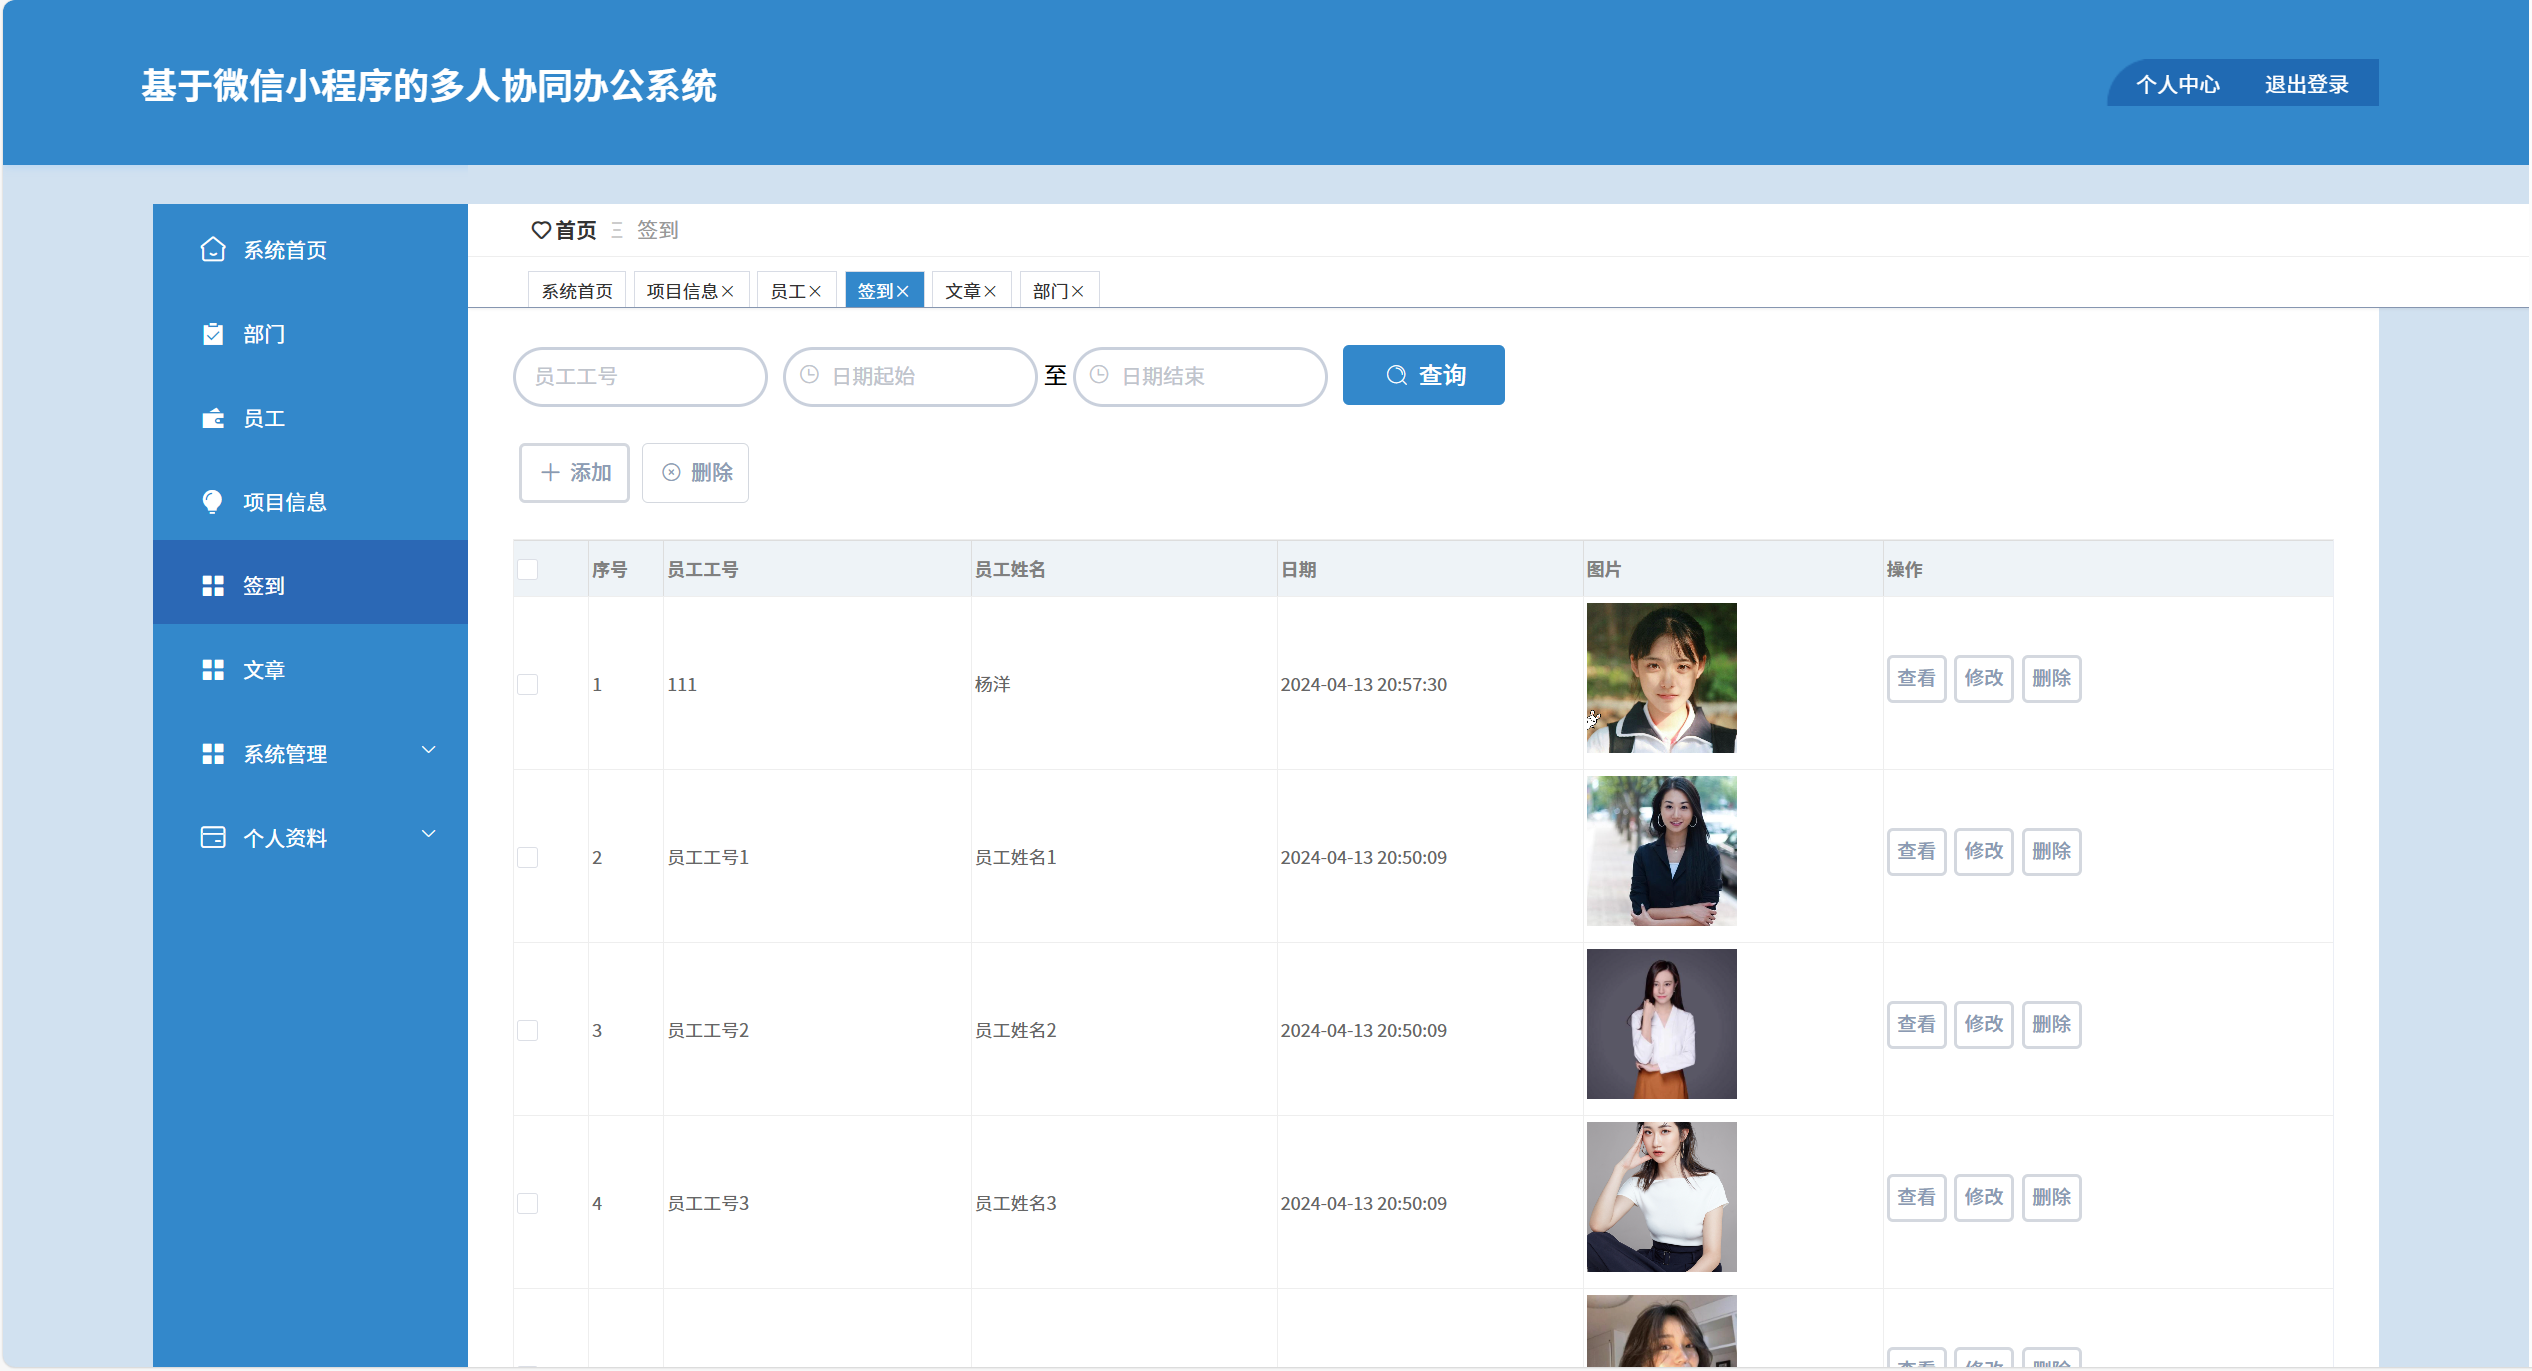 基于微信小程序的多人协同办公系统
个人中心 退出登录
系统首页
部门
员工
项目信息
签到
文章
系统管理
个人资料
首页 签到
系统首页 项目信息 员工 签到 文章 部门
员工工号 日期起始 至 日期结束 查询
添加 删除
序号 员工工号 员工姓名 日期 图片 操作
1 111 杨洋 2024-04-13 20:57:30 查看 修改 删除
2 员工工号1 员工姓名1 2024-04-13 20:50:09 查看 修改 删除
3 员工工号2 员工姓名2 2024-04-13 20:50:09 查看 修改 删除
4 员工工号3 员工姓名3 2024-04-13 20:50:09 查看 修改 删除